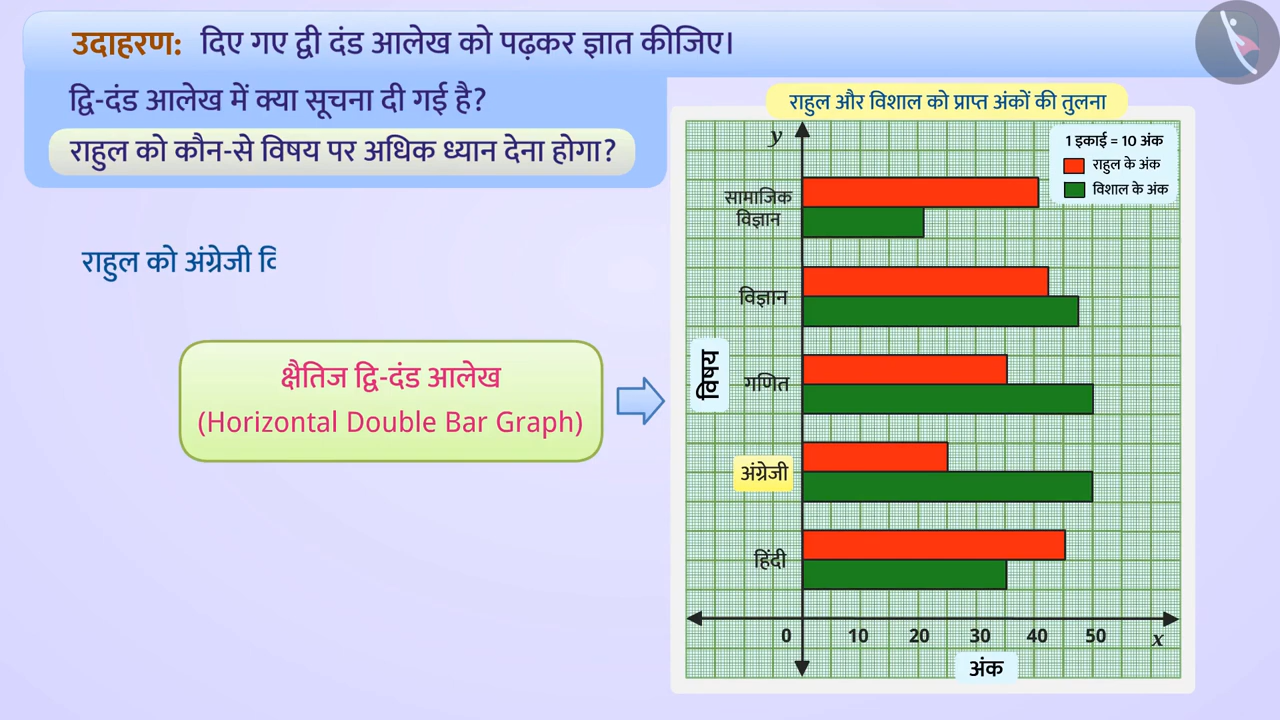 उदाहरण: दिए गए द्वी दंड आलेख को पढ़कर ज्ञात कीजिए।
द्वि-दंड आलेख में क्या सूचना दी गई है?
राहुल को कौन-से विषय पर अधिक ध्यान देना होगा?
राहुल को अंग्रेजी
क्षैतिज द्वि-दंड आलेख
(Horizontal Double Bar Graph)
राहुल और विशाल को प्राप्त अंकों की तुलना
y
1 इकाई = 10 अंक
राहुल के अंक
विशाल के अंक
सामाजिक
विज्ञान
विज्ञान
विषय
गणित
अंग्रेजी
हिंदी
0 10 20 30 40 50 x
अंक